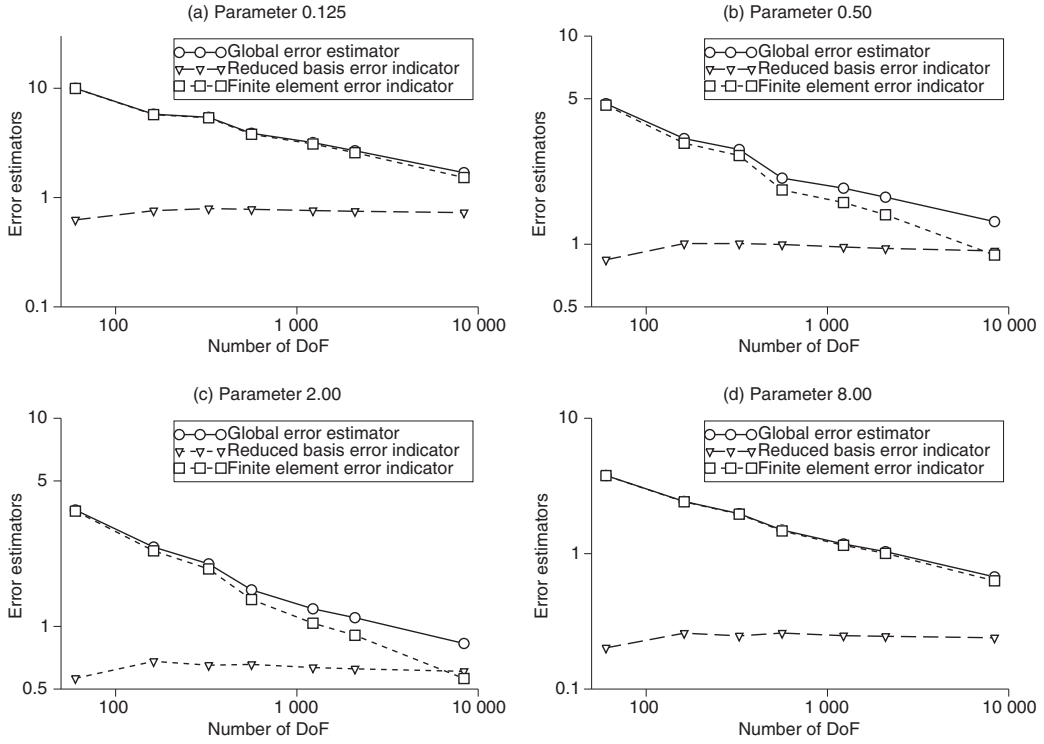 (a) Parameter 0.125
Global error estimator
Reduced basis error indicator
Finite element error indicator
10
1
0.1
Error estimators
100
1 000
10 000
Number of DoF
(b) Parameter 0.50
Global error estimator
Reduced basis error indicator
Finite element error indicator
10
5
1
0.5
Error estimators
100
1 000
10 000
Number of DoF
(c) Parameter 2.00
Global error estimator
Reduced basis error indicator
Finite element error indicator
10
5
1
0.5
Error estimators
100
1 000
10 000
Number of DoF
(d) Parameter 8.00
Global error estimator
Reduced basis error indicator
Finite element error indicator
10
1
0.1
Error estimators
100
1 000
10 000
Number of DoF